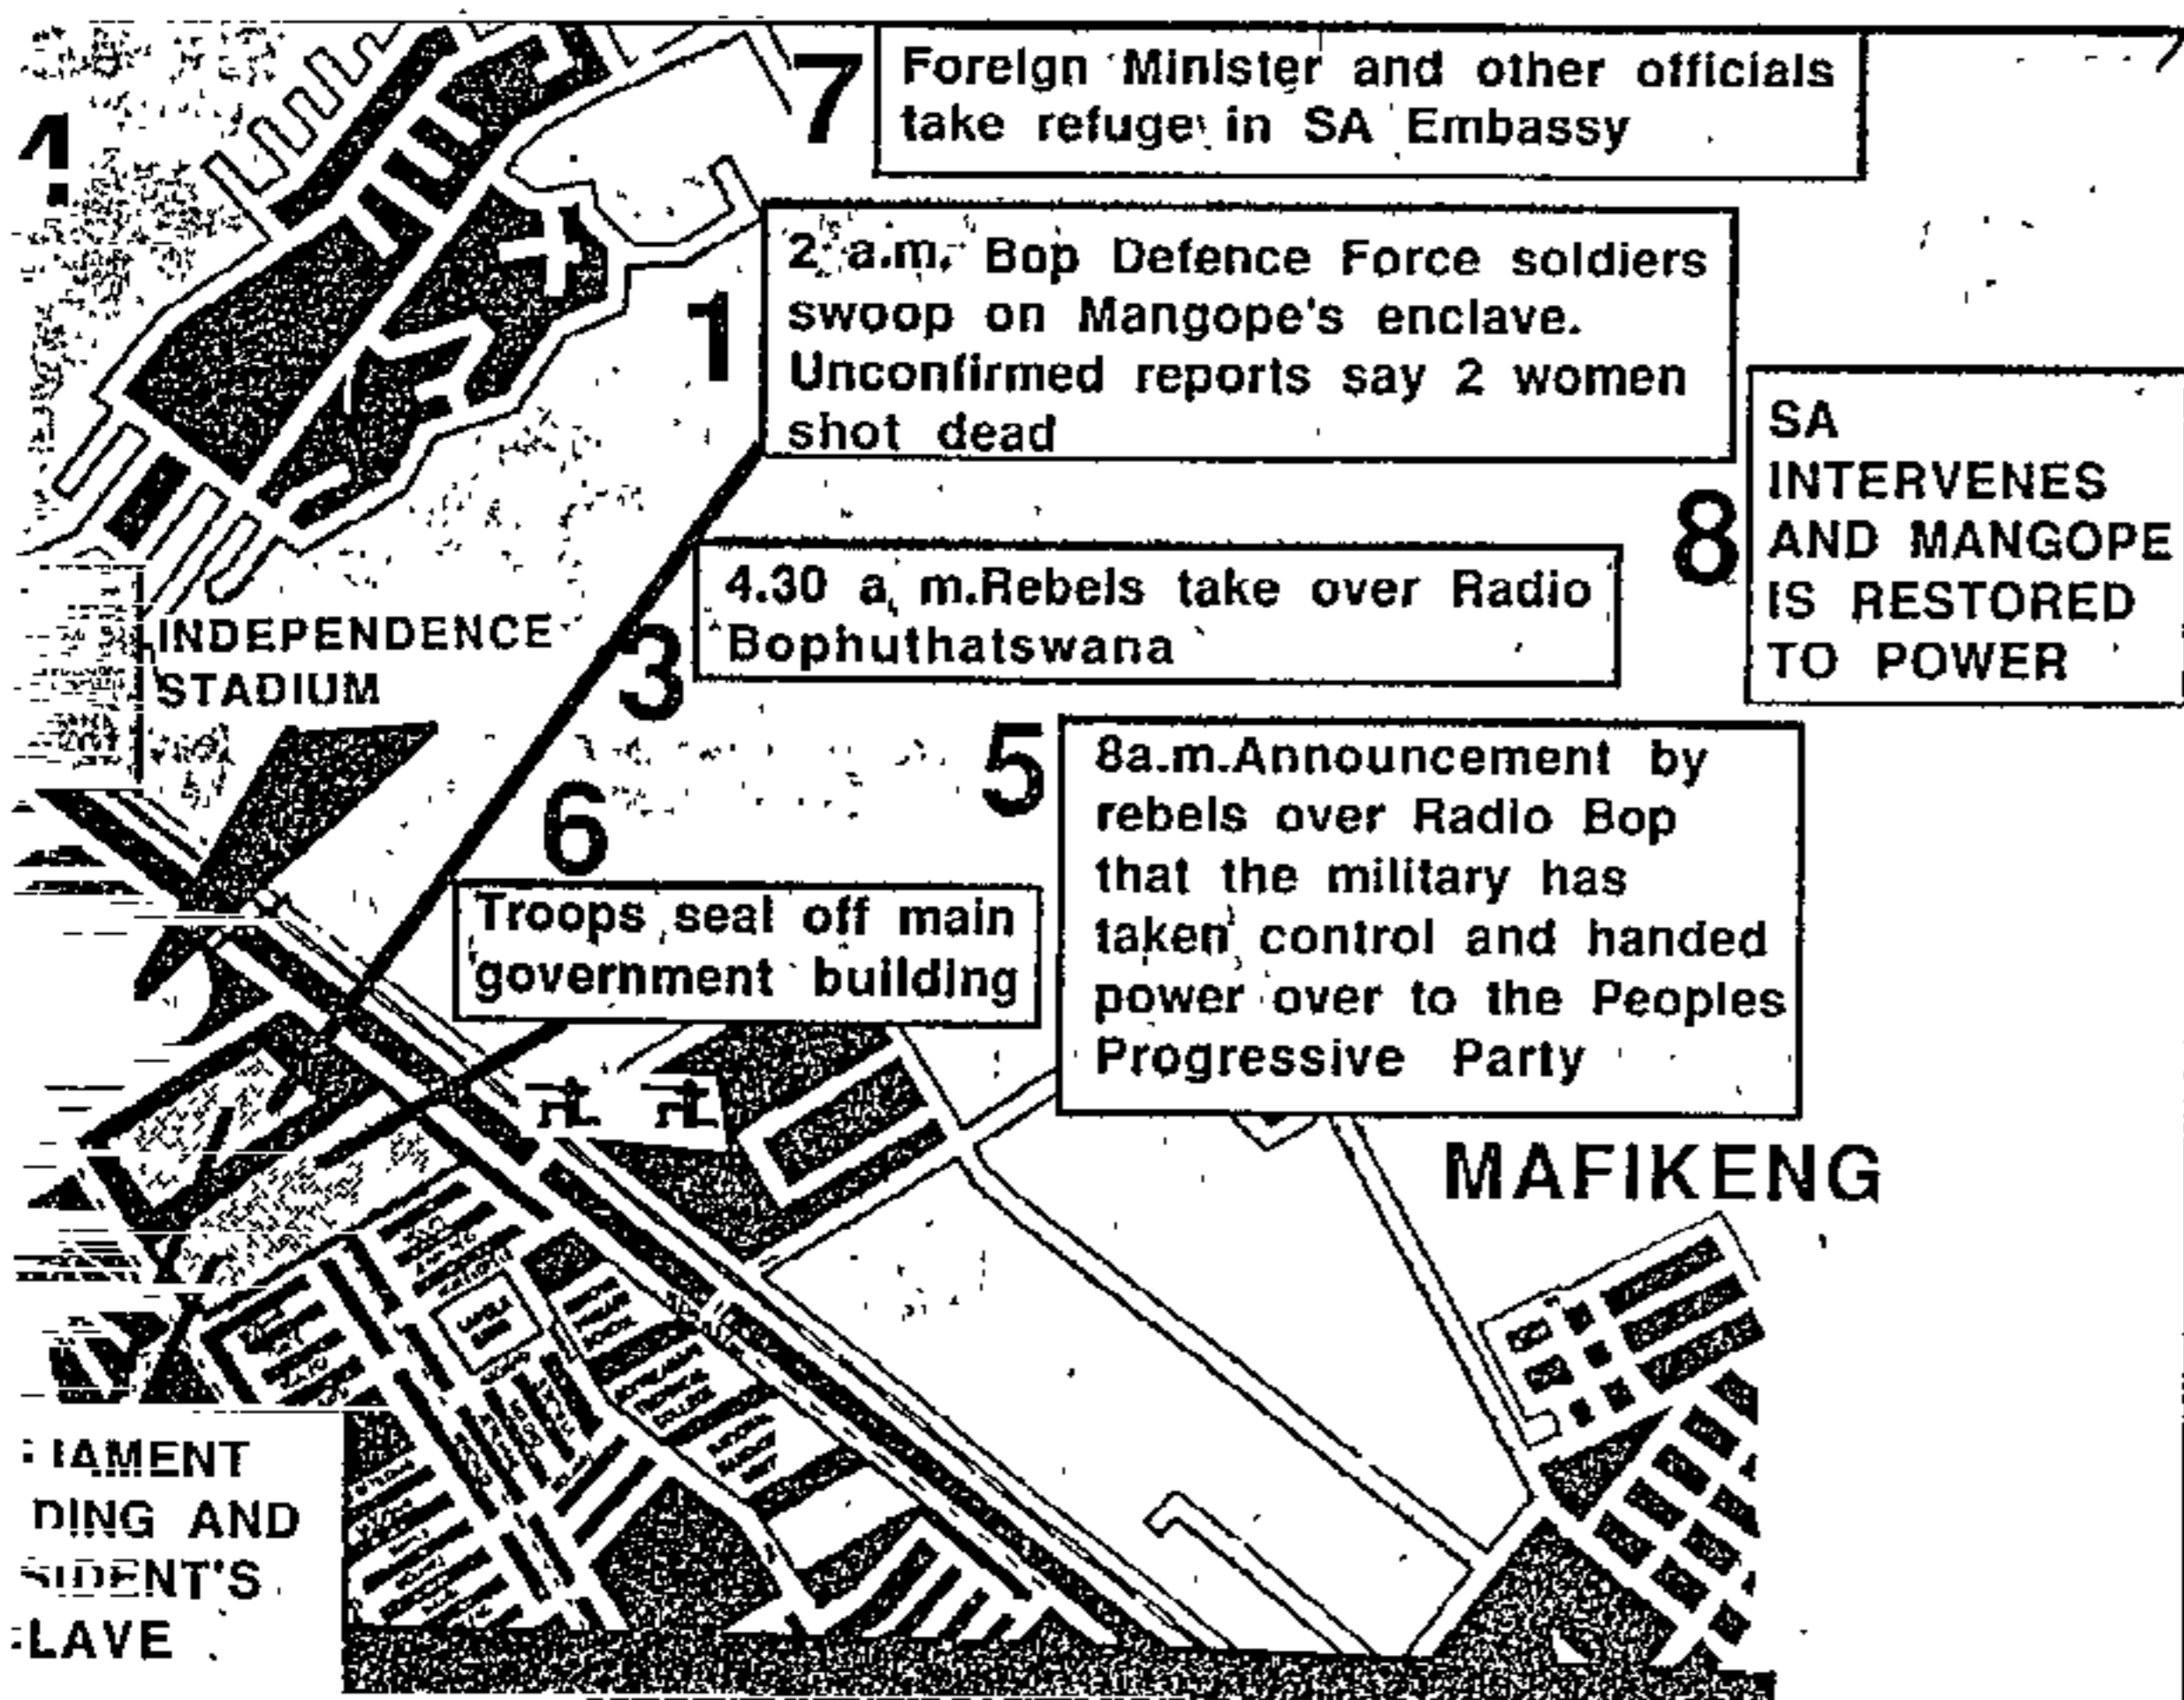 7
Foreign Minister and other officials
take refuge in SA Embassy
1
2 a.m. Bop Defence Force soldiers
swoop on Mangope's enclave.
Unconfirmed reports say 2 women
shot dead
8
SA
INTERVENES
AND MANGOPE
IS RESTORED
TO POWER
3
4.30 a. m.Rebels take over Radio
Bophuthatswana
INDEPENDENCE
STADIUM
5
8a.m.Announcement by
rebels over Radio Bop
that the military has
taken control and handed
power over to the Peoples
Progressive Party
6
Troops seal off main
government building
MAFIKENG
IAMENT
DING AND
SIDENT'S
LAVE